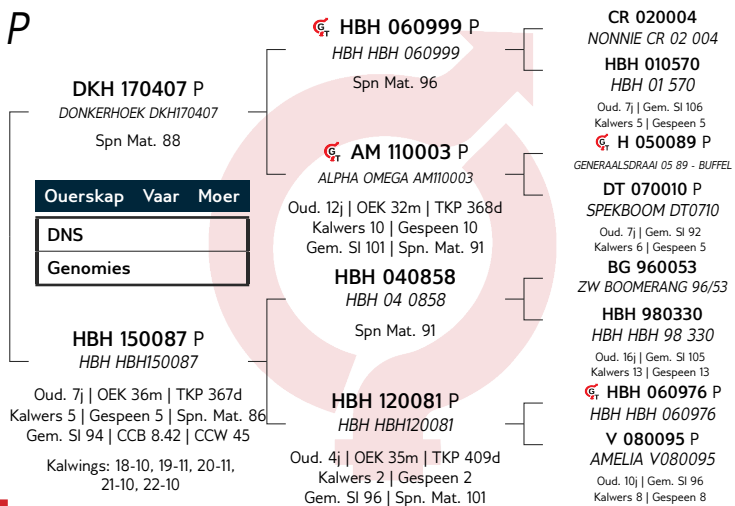 P
DKH 170407 P
DONKERHOEK DKH170407
Spn Mat. 88
Ouerskap Vaar Moer
DNS
Genomies
HBH 150087 P
HBH HBH150087
Oud. 7j | OEK 36m | TKP 367d
Kalwers 5 | Gespeen 5 | Spn. Mat. 86
Gem. SI 94 | CCB 8.42 | CCW 45
Kalwings: 18-10, 19-11, 20-11,
21-10, 22-10
GT HBH 060999 P
HBH HBH 060999
Spn Mat. 96
GT AM 110003 P
ALPHA OMEGA AM110003
Oud. 12j | OEK 32m | TKP 368d
Kalwers 10 | Gespeen 10
Gem. SI 101 | Spn. Mat. 91
HBH 040858
HBH 04 0858
Spn Mat. 91
HBH 120081 P
HBH HBH120081
Oud. 4j | OEK 35m | TKP 409d
Kalwers 2 | Gespeen 2
Gem. SI 96 | Spn. Mat. 101
CR 020004
NONNIE CR 02 004
HBH 010570
HBH 01 570
Oud. 7j | Gem. SI 106
Kalwers 5 | Gespeen 5
GT H 050089 P
GENERAALSDRAAI 05 89 - BUFFEL
DT 070010 P
SPEKBOOM DT0710
Oud. 7j | Gem. SI 92
Kalwers 6 | Gespeen 5
BG 960053
ZW BOOMERANG 96/53
HBH 980330
HBH HBH 98 330
Oud. 16j | Gem. SI 105
Kalwers 13 | Gespeen 13
GT HBH 060976 P
HBH HBH 060976
V 080095 P
AMELIA V080095
Oud. 10j | Gem. SI 96
Kalwers 8 | Gespeen 8